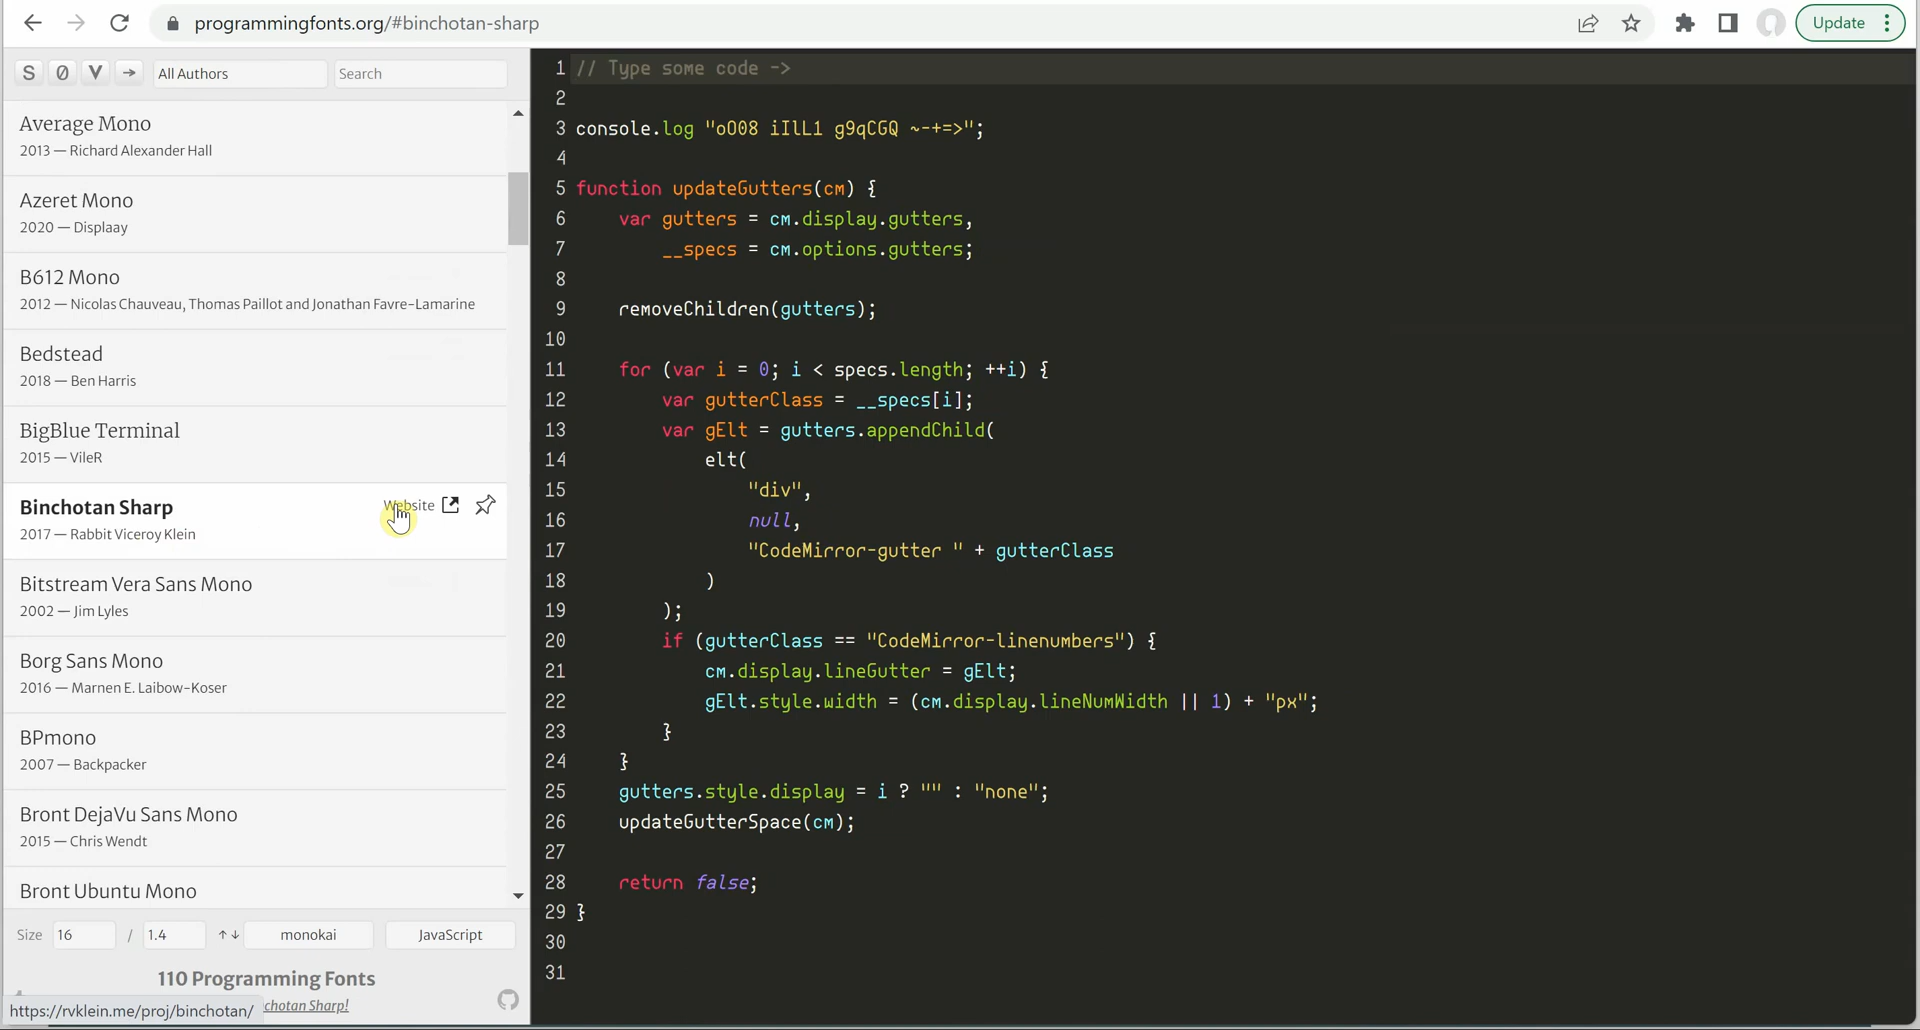 programmingfonts.org/#binchotan-sharp
Update
S
0
V
→
All Authors
Search
Average Mono
2013 — Richard Alexander Hall
Azeret Mono
2020 — Displaay
B612 Mono
2012 — Nicolas Chauveau, Thomas Paillot and Jonathan Favre-Lamarine
Bedstead
2018 — Ben Harris
BigBlue Terminal
2015 — VileR
Binchotan Sharp
Website
2017 — Rabbit Viceroy Klein
Bitstream Vera Sans Mono
2002 — Jim Lyles
Borg Sans Mono
2016 — Marnen E. Laibow-Koser
BPmono
2007 — Backpacker
Bront DejaVu Sans Mono
2015 — Chris Wendt
Bront Ubuntu Mono
Size 16 / 1.4 ↑↓ monokai JavaScript
110 Programming Fonts
chotan Sharp!
https://rvklein.me/proj/binchotan/
1 // Type some code ->
2
3 console.log "oO08 iIlL1 g9qCGQ ~-+=>";
4
5 function updateGutters(cm) {
6 var gutters = cm.display.gutters,
7 __specs = cm.options.gutters;
8
9 removeChildren(gutters);
10
11 for (var i = 0; i < specs.length; ++i) {
12 var gutterClass = __specs[i];
13 var gElt = gutters.appendChild(
14 elt(
15 "div",
16 null,
17 "CodeMirror-gutter " + gutterClass
18 )
19 );
20 if (gutterClass == "CodeMirror-linenumbers") {
21 cm.display.lineGutter = gElt;
22 gElt.style.width = (cm.display.lineNumWidth || 1) + "px";
23 }
24 }
25 gutters.style.display = i ? "" : "none";
26 updateGutterSpace(cm);
27
28 return false;
29 }
30
31